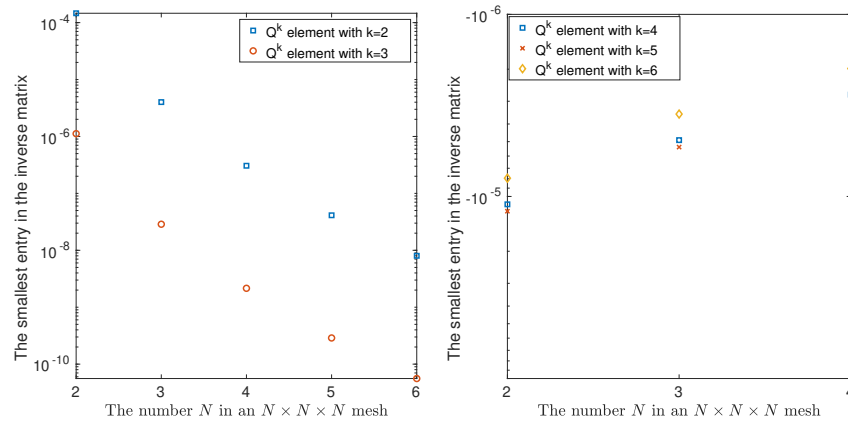 The smallest entry in the inverse matrix
10^-4
10^-6
10^-8
10^-10
Q^k element with k=2
Q^k element with k=3
2 3 4 5 6
The number N in an N × N × N mesh
The smallest entry in the inverse matrix
-10^-6
-10^-5
Q^k element with k=4
Q^k element with k=5
Q^k element with k=6
2 3 4
The number N in an N × N × N mesh